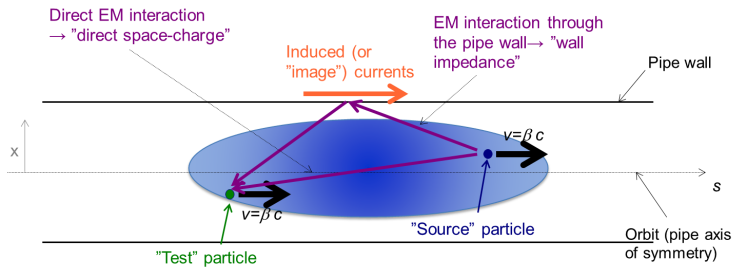 Direct EM interaction
→ ”direct space-charge”
EM interaction through
the pipe wall→ ”wall
impedance”
Induced (or
”image”) currents
Pipe wall
x
v=β c
v=β c
s
”Test” particle
”Source” particle
Orbit (pipe axis
of symmetry)